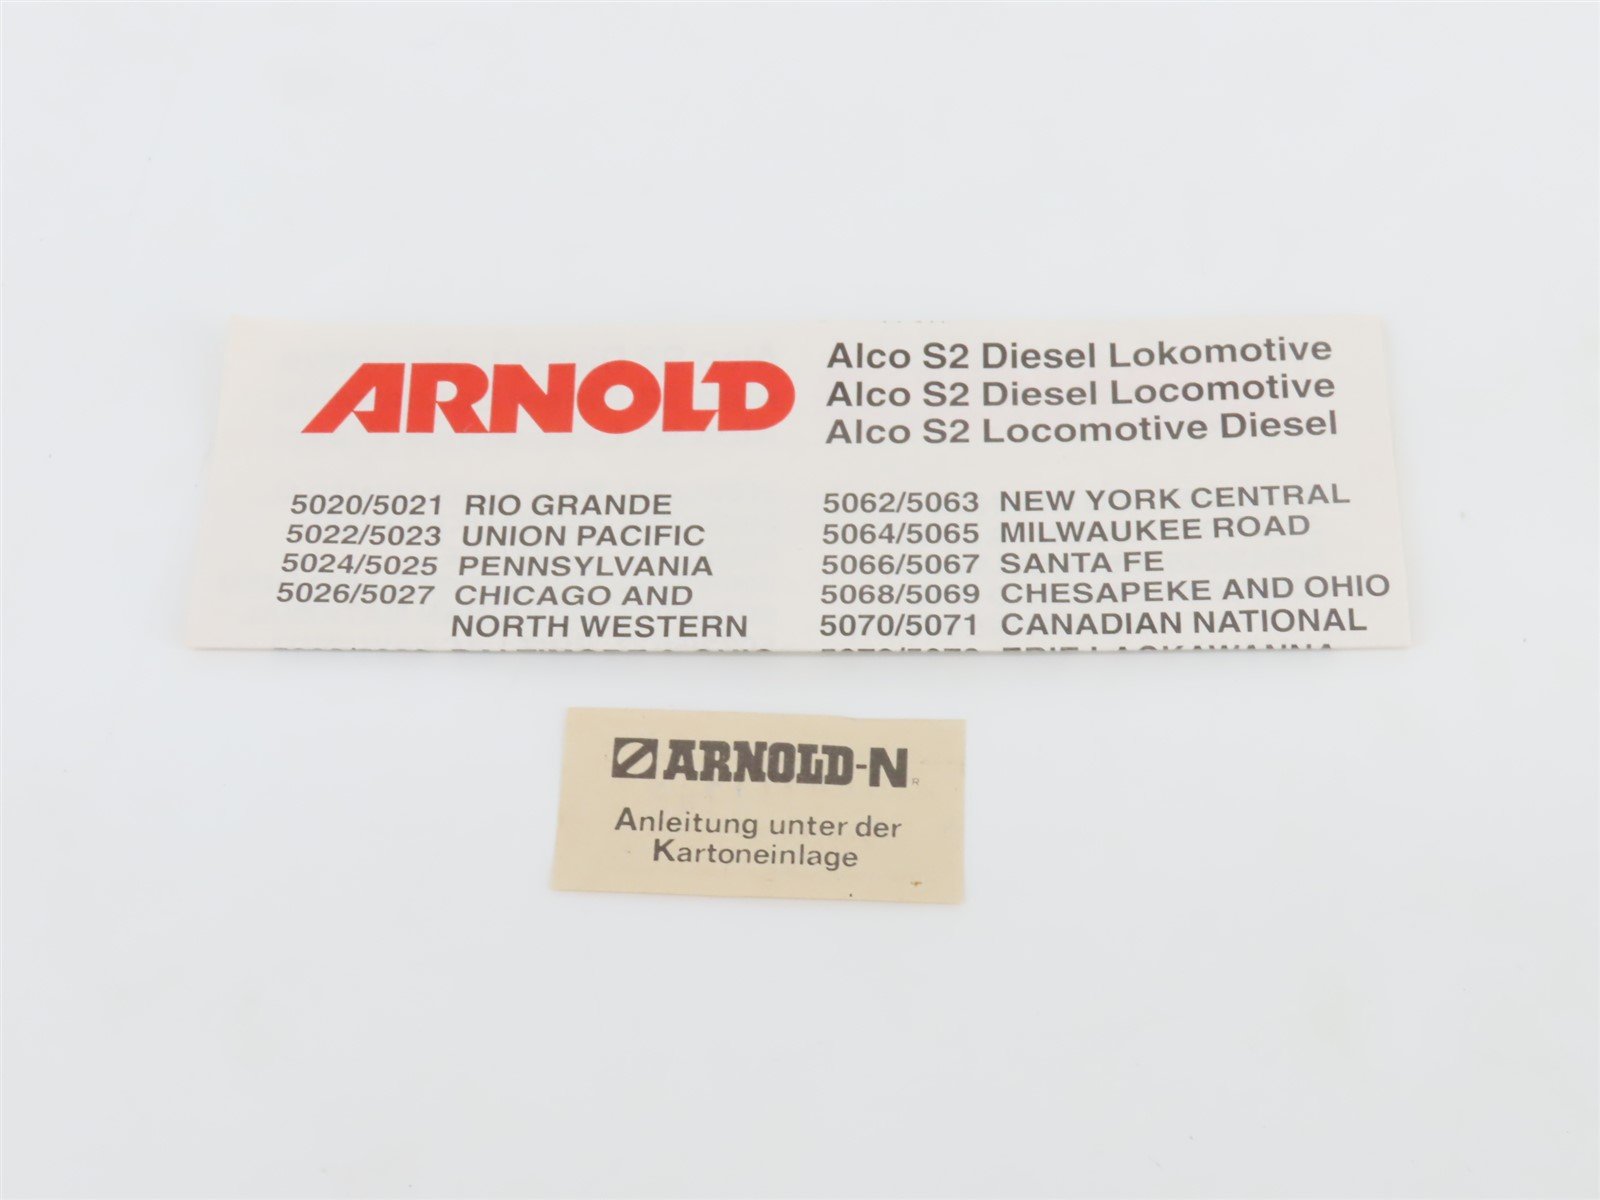 ARNOLD
Alco S2 Diesel Lokomotive
Alco S2 Diesel Locomotive
Alco S2 Locomotive Diesel
5020/5021 RIO GRANDE
5022/5023 UNION PACIFIC
5024/5025 PENNSYLVANIA
5026/5027 CHICAGO AND
NORTH WESTERN
5062/5063 NEW YORK CENTRAL
5064/5065 MILWAUKEE ROAD
5066/5067 SANTA FE
5068/5069 CHESAPEKE AND OHIO
5070/5071 CANADIAN NATIONAL
ARNOLD-N
Anleitung unter der
Kartoneinlage